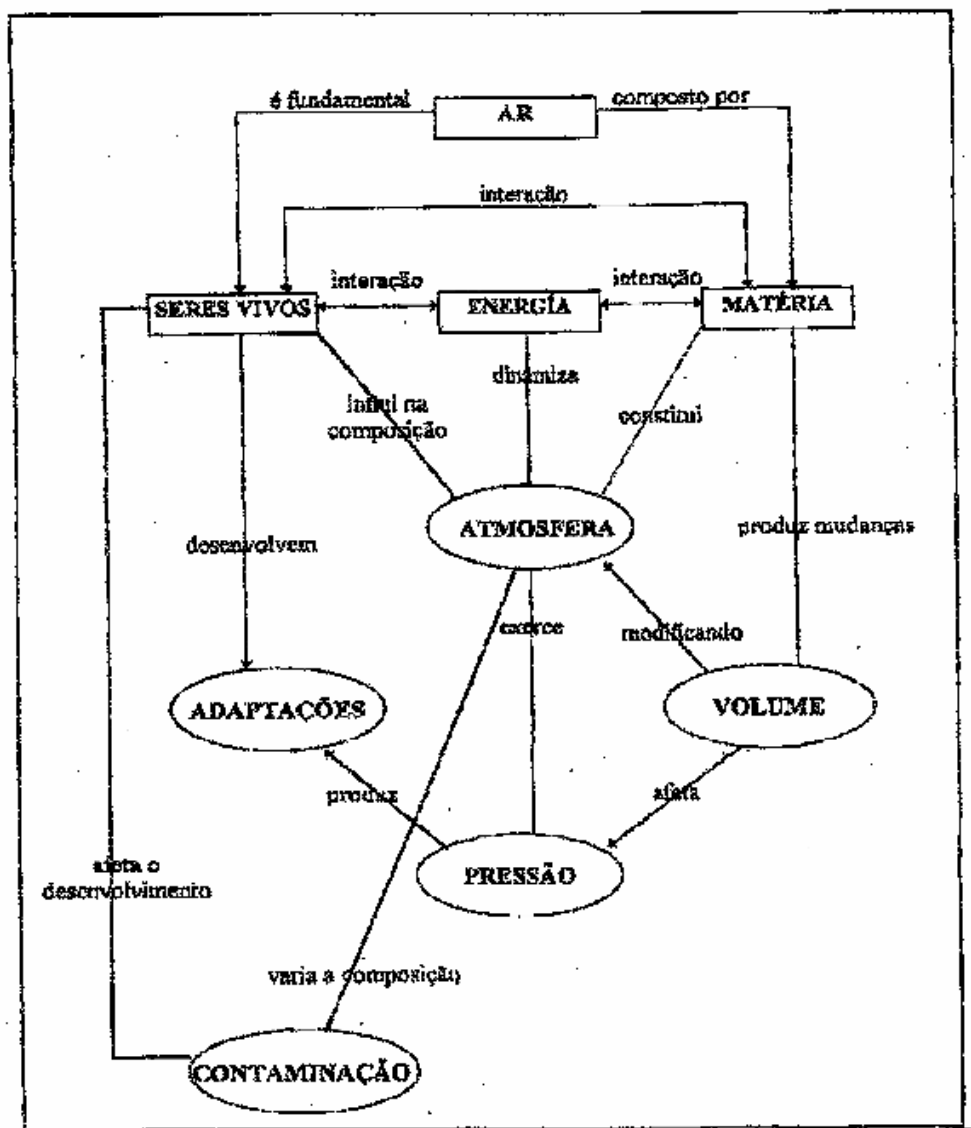 é fundamental
AR
composto por
interação
interação
interação
SERES VIVOS
ENERGÍA
MATÉRIA
dinamiza
influi na
composição
constitui
ATMOSFERA
desenvolvem
produz mudanças
exerce
modificando
ADAPTAÇÕES
VOLUME
produz
afeta
PRESSÃO
afeta o
desenvolvimento
varia a composição
CONTAMINAÇÃO